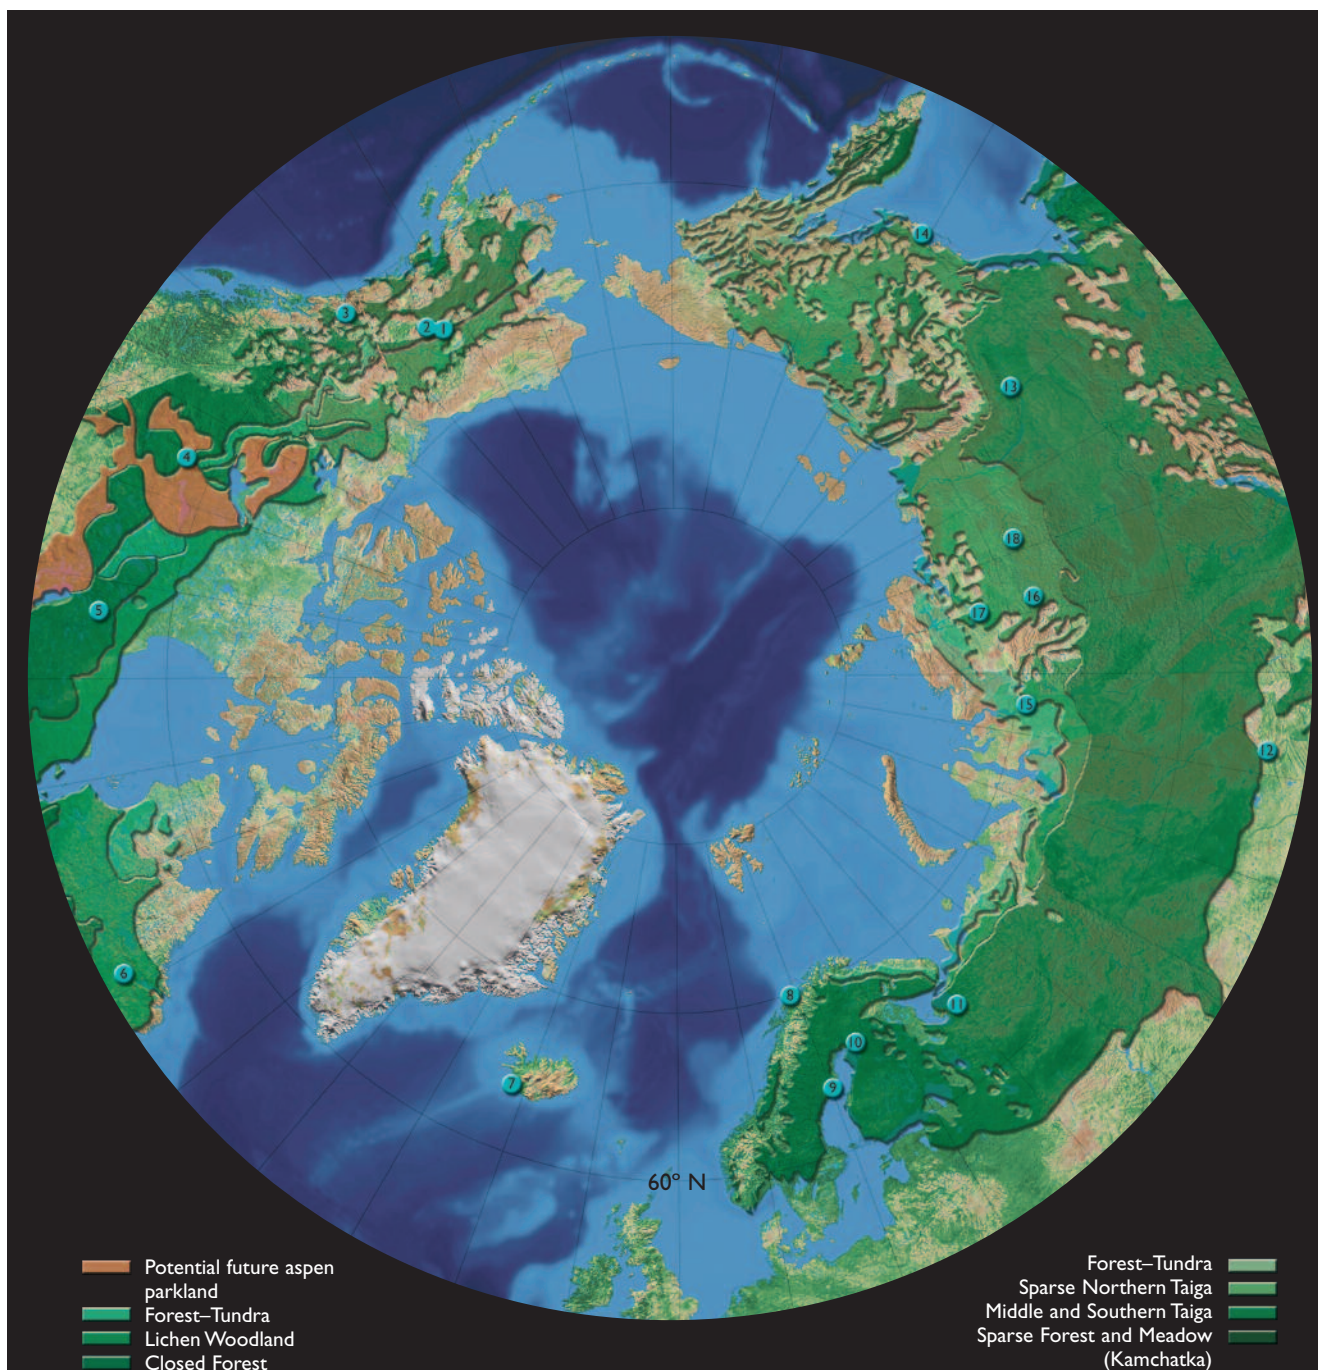 3
2
1
14
13
4
18
5
16
17
15
12
6
8
11
10
9
7
60° N
Potential future aspen
parkland
Forest–Tundra
Lichen Woodland
Closed Forest
Forest–Tundra
Sparse Northern Taiga
Middle and Southern Taiga
Sparse Forest and Meadow
(Kamchatka)